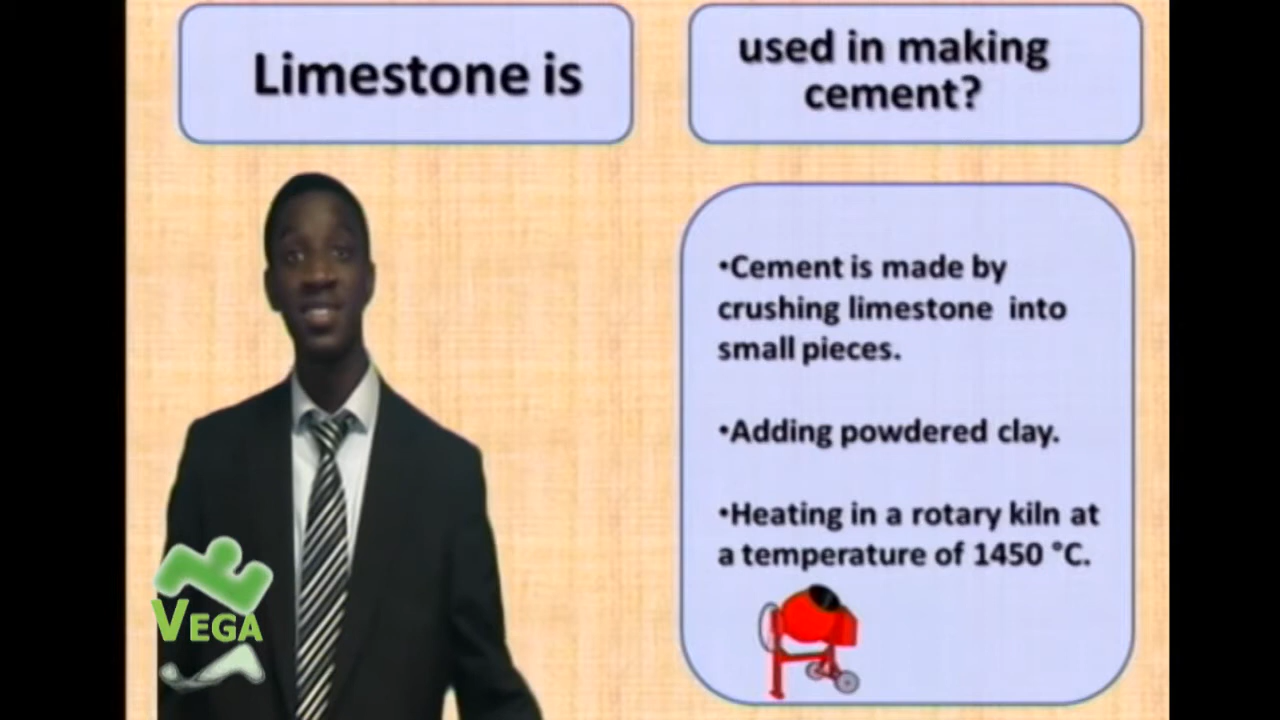 Limestone is
used in making
cement?
•Cement is made by
crushing limestone into
small pieces.
•Adding powdered clay.
•Heating in a rotary kiln at
a temperature of 1450 °C.
VEGA